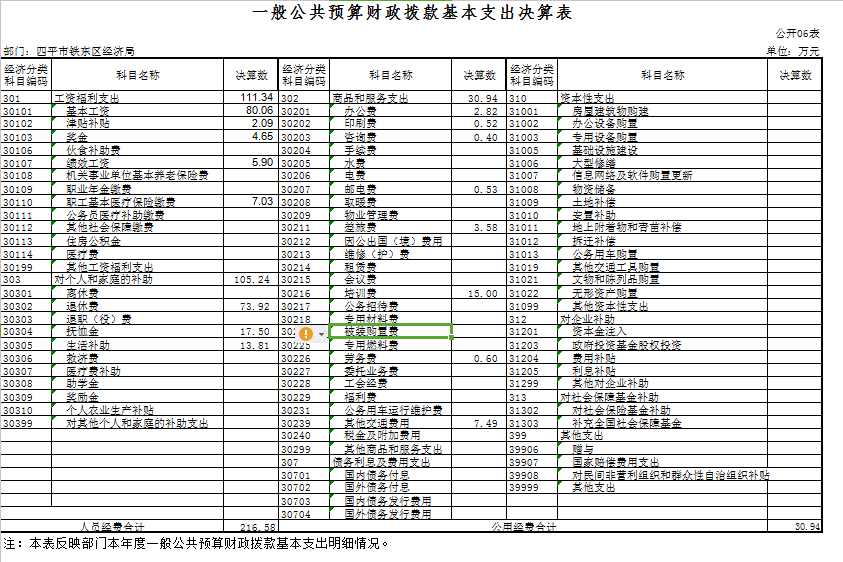 一般公共预算财政拨款基本支出决算表
公开06表
部门: 四平市铁东区经济局 单位: 万元
经济分类科目编码 科目名称 决算数 经济分类科目编码 科目名称 决算数 经济分类科目编码 科目名称 决算数
301 工资福利支出 111.34 302 商品和服务支出 30.94 310 资本性支出
30101 基本工资 80.06 30201 办公费 2.82 31001 房屋建筑物购建
30102 津贴补贴 2.09 30202 印刷费 0.52 31002 办公设备购置
30103 奖金 4.65 30203 咨询费 0.40 31003 专用设备购置
30106 伙食补助费 30204 手续费 31005 基础设施建设
30107 绩效工资 5.90 30205 水费 31006 大型修缮
30108 机关事业单位基本养老保险费 30206 电费 31007 信息网络及软件购置更新
30109 职业年金缴费 30207 邮电费 0.53 31008 物资储备
30110 职工基本医疗保险缴费 7.03 30208 取暖费 31009 土地补偿
30111 公务员医疗补助缴费 30209 物业管理费 31010 安置补助
30112 其他社会保障缴费 30211 差旅费 3.58 31011 地上附着物和青苗补偿
30113 住房公积金 30212 因公出国（境）费用 31012 拆迁补偿
30114 医疗费 30213 维修（护）费 31013 公务用车购置
30199 其他工资福利支出 30214 租赁费 31019 其他交通工具购置
303 对个人和家庭的补助 105.24 30215 会议费 31021 文物和陈列品购置
30301 离休费 30216 培训费 15.00 31022 无形资产购置
30302 退休费 73.92 30217 公务招待费 31099 其他资本性支出
30303 退职（役）费 30218 专用材料费 312 对企业补助
30304 抚恤金 17.50 302 被装购置费 31201 资本金注入
30305 生活补助 13.81 30225 专用燃料费 31203 政府投资基金股权投资
30306 救济费 30226 劳务费 0.60 31204 费用补贴
30307 医疗费补助 30227 委托业务费 31205 利息补贴
30308 助学金 30228 工会经费 31299 其他对企业补助
30309 奖励金 30229 福利费 313 对社会保障基金补助
30310 个人农业生产补贴 30231 公务用车运行维护费 31302 对社会保险基金补助
30399 对其他个人和家庭的补助支出 30239 其他交通费用 7.49 31303 补充全国社会保障基金
30240 税金及附加费用 399 其他支出
30299 其他商品和服务支出 39906 赠与
307 债务利息及费用支出 39907 国家赔偿费用支出
30701 国内债务付息 39908 对民间非营利组织和群众性自治组织补贴
30702 国外债务付息 39999 其他支出
30703 国内债务发行费用
30704 国外债务发行费用
人员经费合计 216.58 公用经费合计 30.94
注: 本表反映部门本年度一般公共预算财政拨款基本支出明细情况。